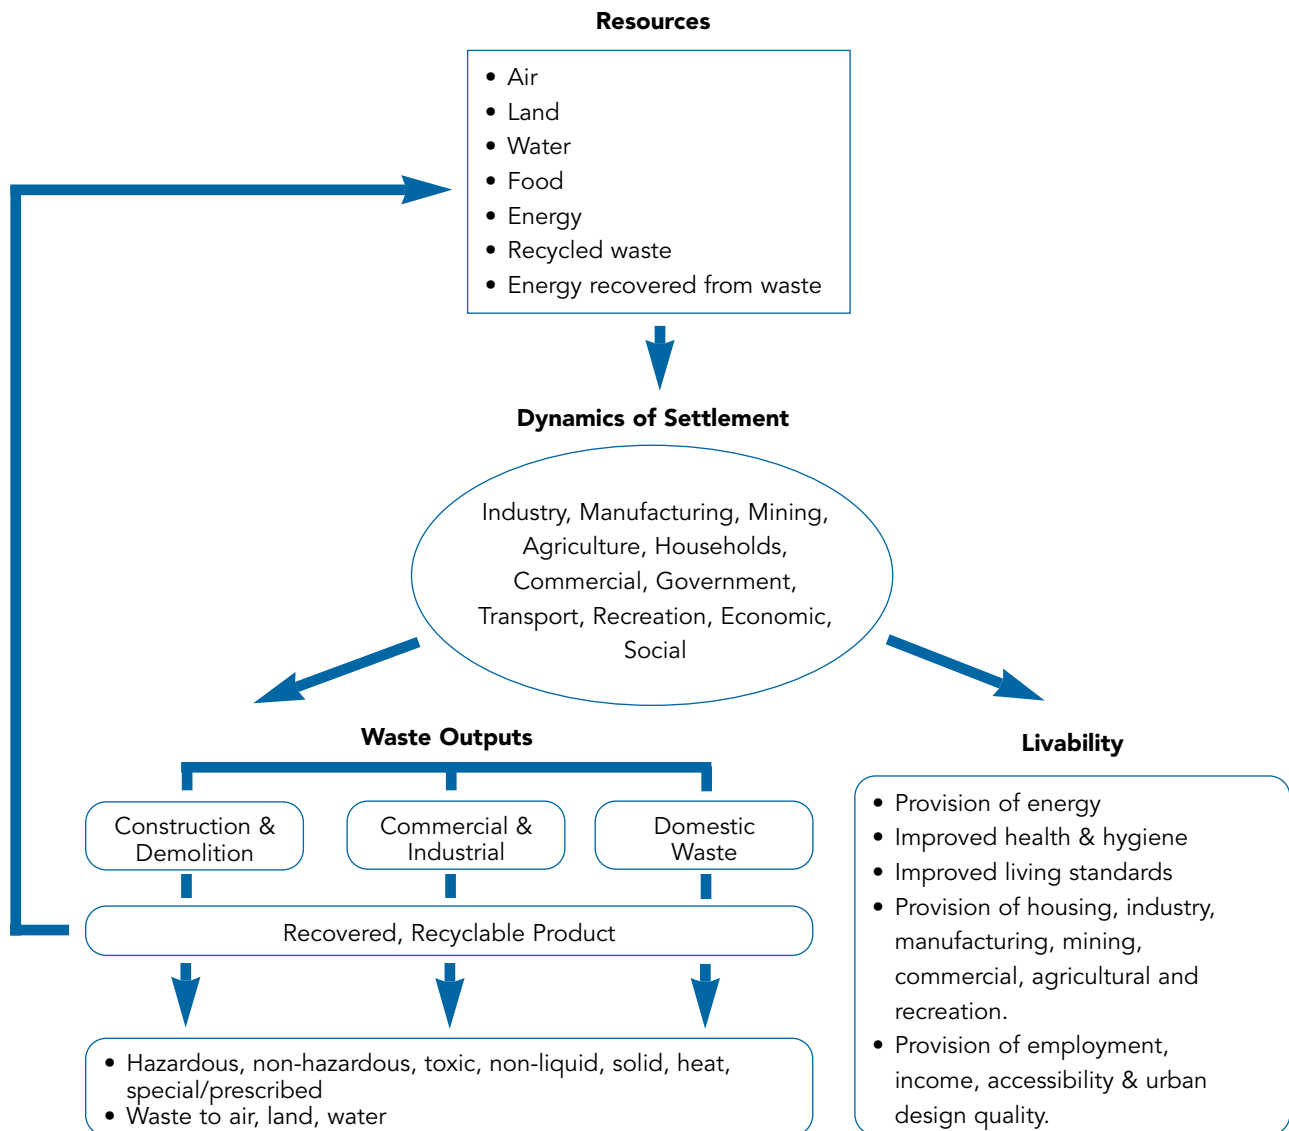 Resources
• Air
• Land
• Water
• Food
• Energy
• Recycled waste
• Energy recovered from waste
Dynamics of Settlement
Industry, Manufacturing, Mining,
Agriculture, Households,
Commercial, Government,
Transport, Recreation, Economic,
Social
Waste Outputs
Construction &
Demolition
Commercial &
Industrial
Domestic
Waste
Recovered, Recyclable Product
• Hazardous, non-hazardous, toxic, non-liquid, solid, heat,
special/prescribed
• Waste to air, land, water
Livability
• Provision of energy
• Improved health & hygiene
• Improved living standards
• Provision of housing, industry,
manufacturing, mining,
commercial, agricultural and
recreation.
• Provision of employment,
income, accessibility & urban
design quality.